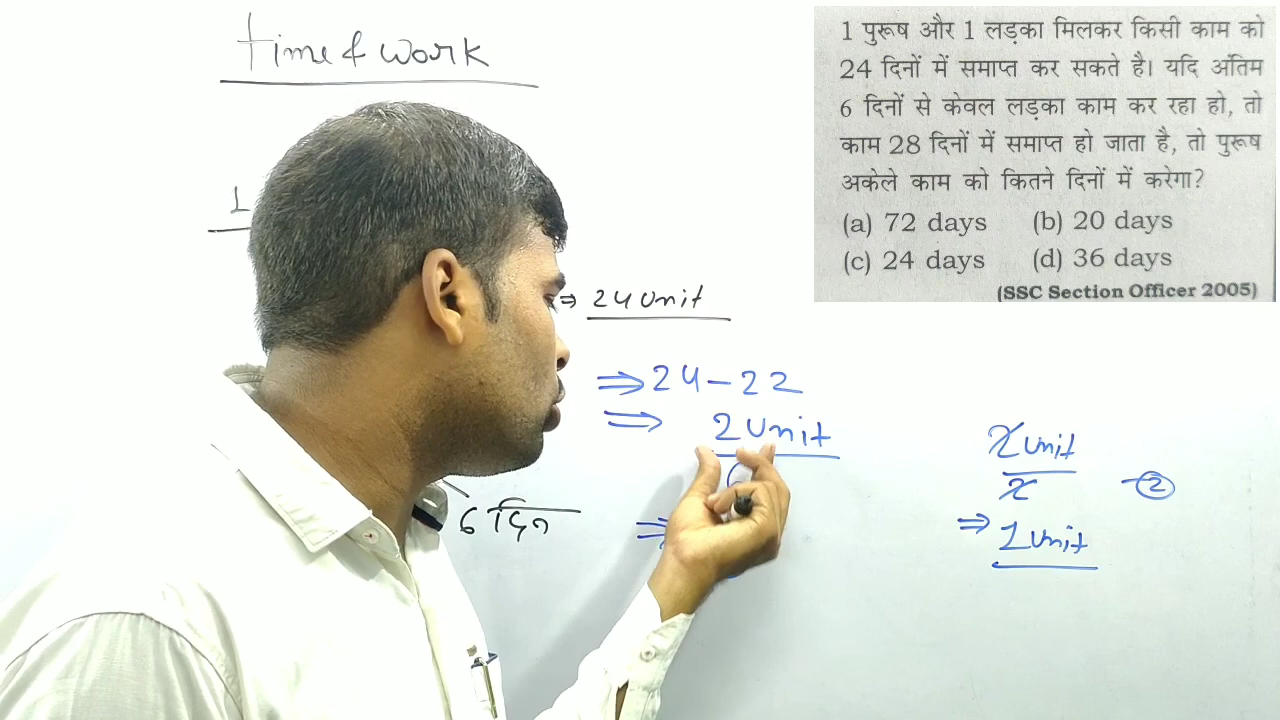 time & work
1 पुरूष और 1 लड़का मिलकर किसी काम को
24 दिनों में समाप्त कर सकते है। यदि अंतिम
6 दिनों से केवल लड़का काम कर रहा हो, तो
काम 28 दिनों में समाप्त हो जाता है, तो पुरूष
अकेले काम को कितने दिनों में करेगा?
(a) 72 days (b) 20 days
(c) 24 days (d) 36 days
(SSC Section Officer 2005)
1
⇒ 24 Unit
⇒ 24 - 22
⇒ 2 Unit
6 दिन
⇒
x Unit
x - ②
⇒ 1 Unit